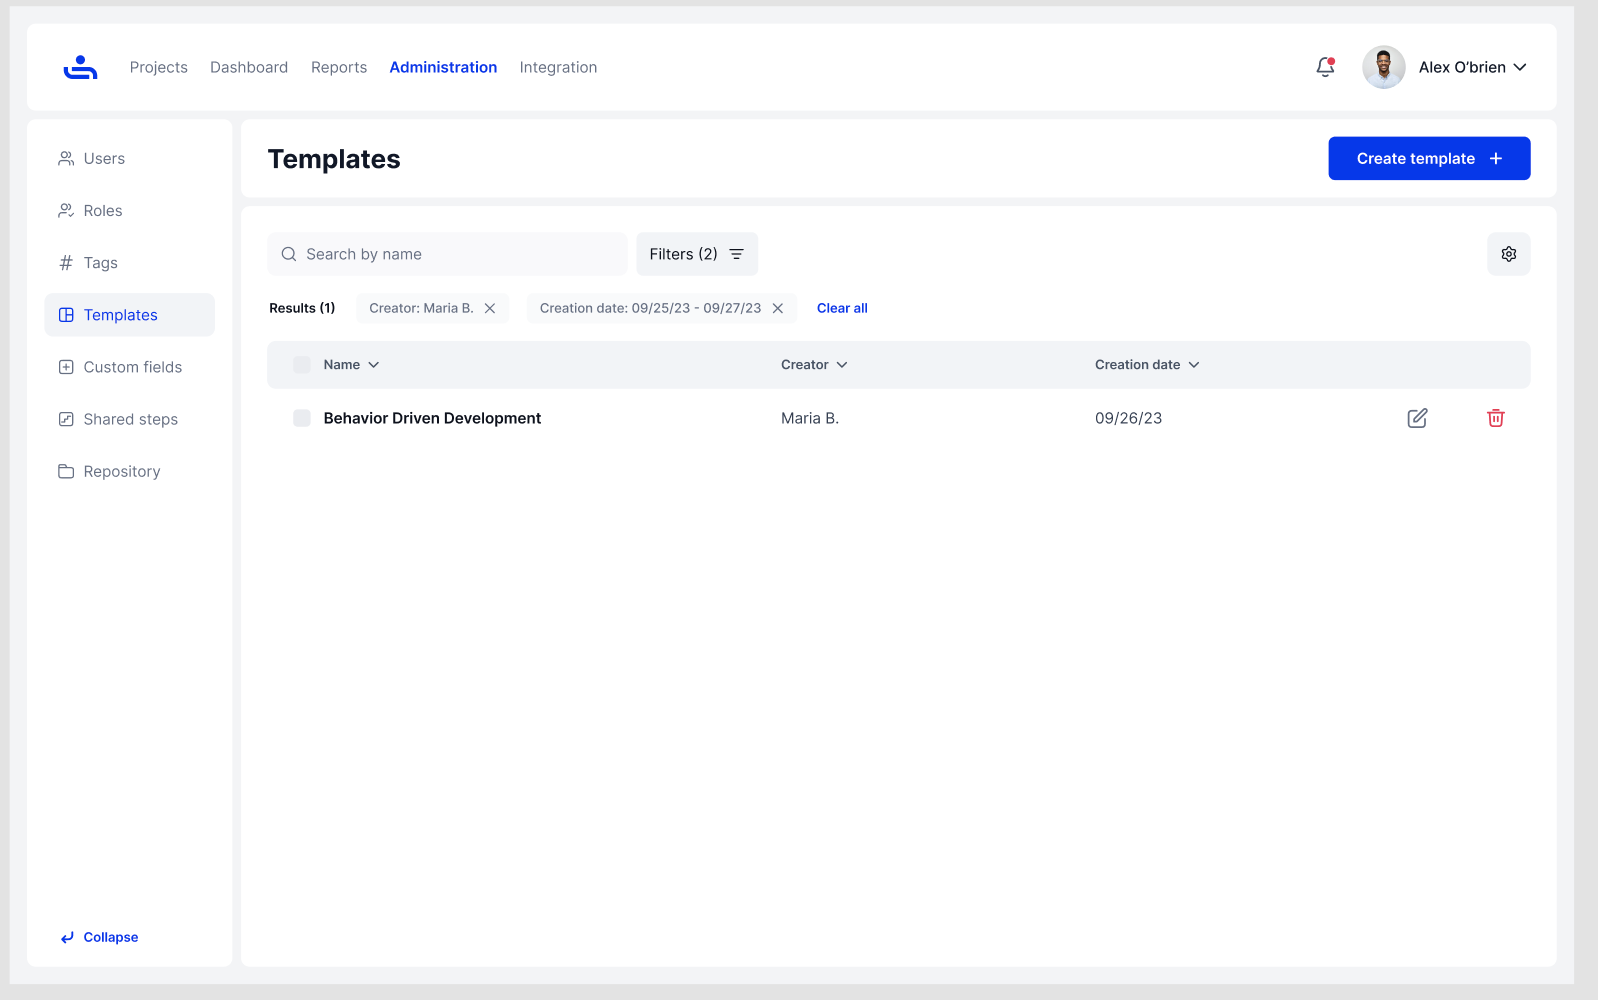 Projects Dashboard Reports Administration Integration Alex O’brien
Users
Roles
Tags
Templates
Custom fields
Shared steps
Repository
Collapse
Templates Create template
Search by name Filters (2)
Results (1) Creator: Maria B. Creation date: 09/25/23 - 09/27/23 Clear all
Name Creator Creation date
Behavior Driven Development Maria B. 09/26/23